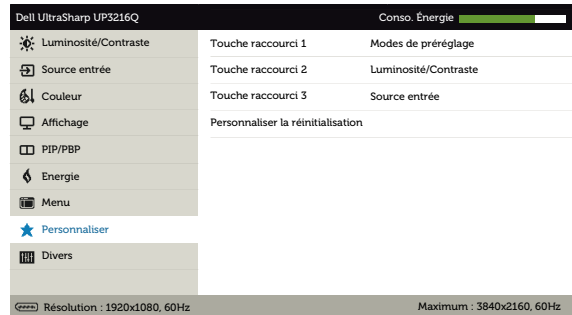 Dell UltraSharp UP3216Q Conso. Énergie
Luminosité/Contraste
Source entrée
Couleur
Affichage
PIP/PBP
Energie
Menu
Personnaliser
Divers
Touche raccourci 1 Modes de préréglage
Touche raccourci 2 Luminosité/Contraste
Touche raccourci 3 Source entrée
Personnaliser la réinitialisation
Résolution : 1920x1080, 60Hz Maximum : 3840x2160, 60Hz